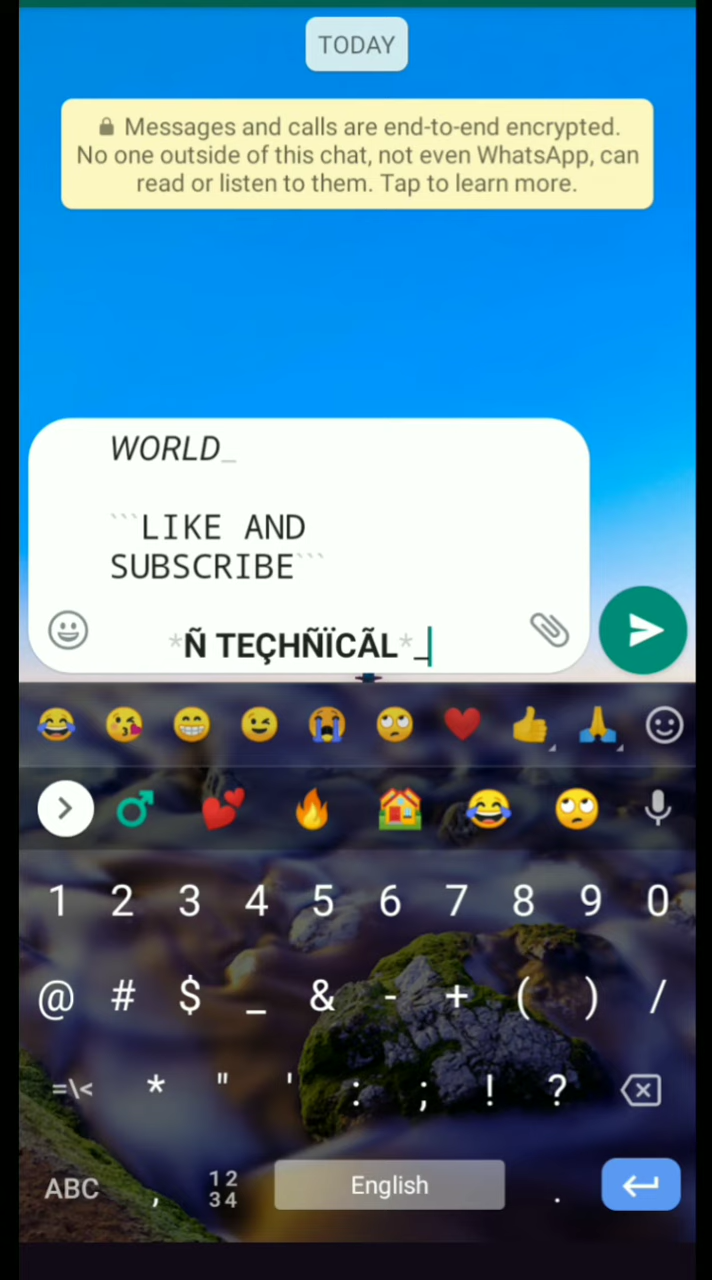 TODAY
Messages and calls are end-to-end encrypted.
No one outside of this chat, not even WhatsApp, can
read or listen to them. Tap to learn more.
WORLD_
```LIKE AND
SUBSCRIBE```
*Ñ TEÇHÑÏCÃL*_
1 2 3 4 5 6 7 8 9 0
@ # $ _ & - + ( ) /
=\< * " ' : ; ! ?
ABC , 12 34 English .